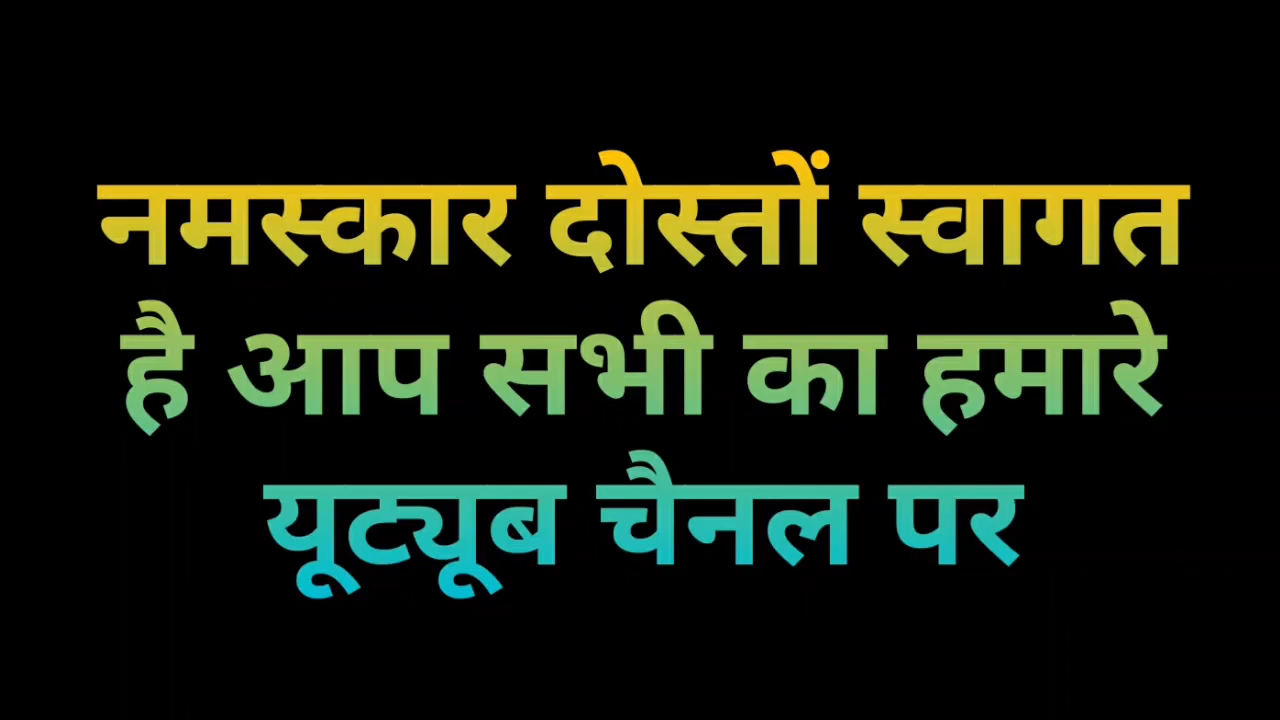 नमस्कार दोस्तों स्वागत
है आप सभी का हमारे
यूट्यूब चैनल पर